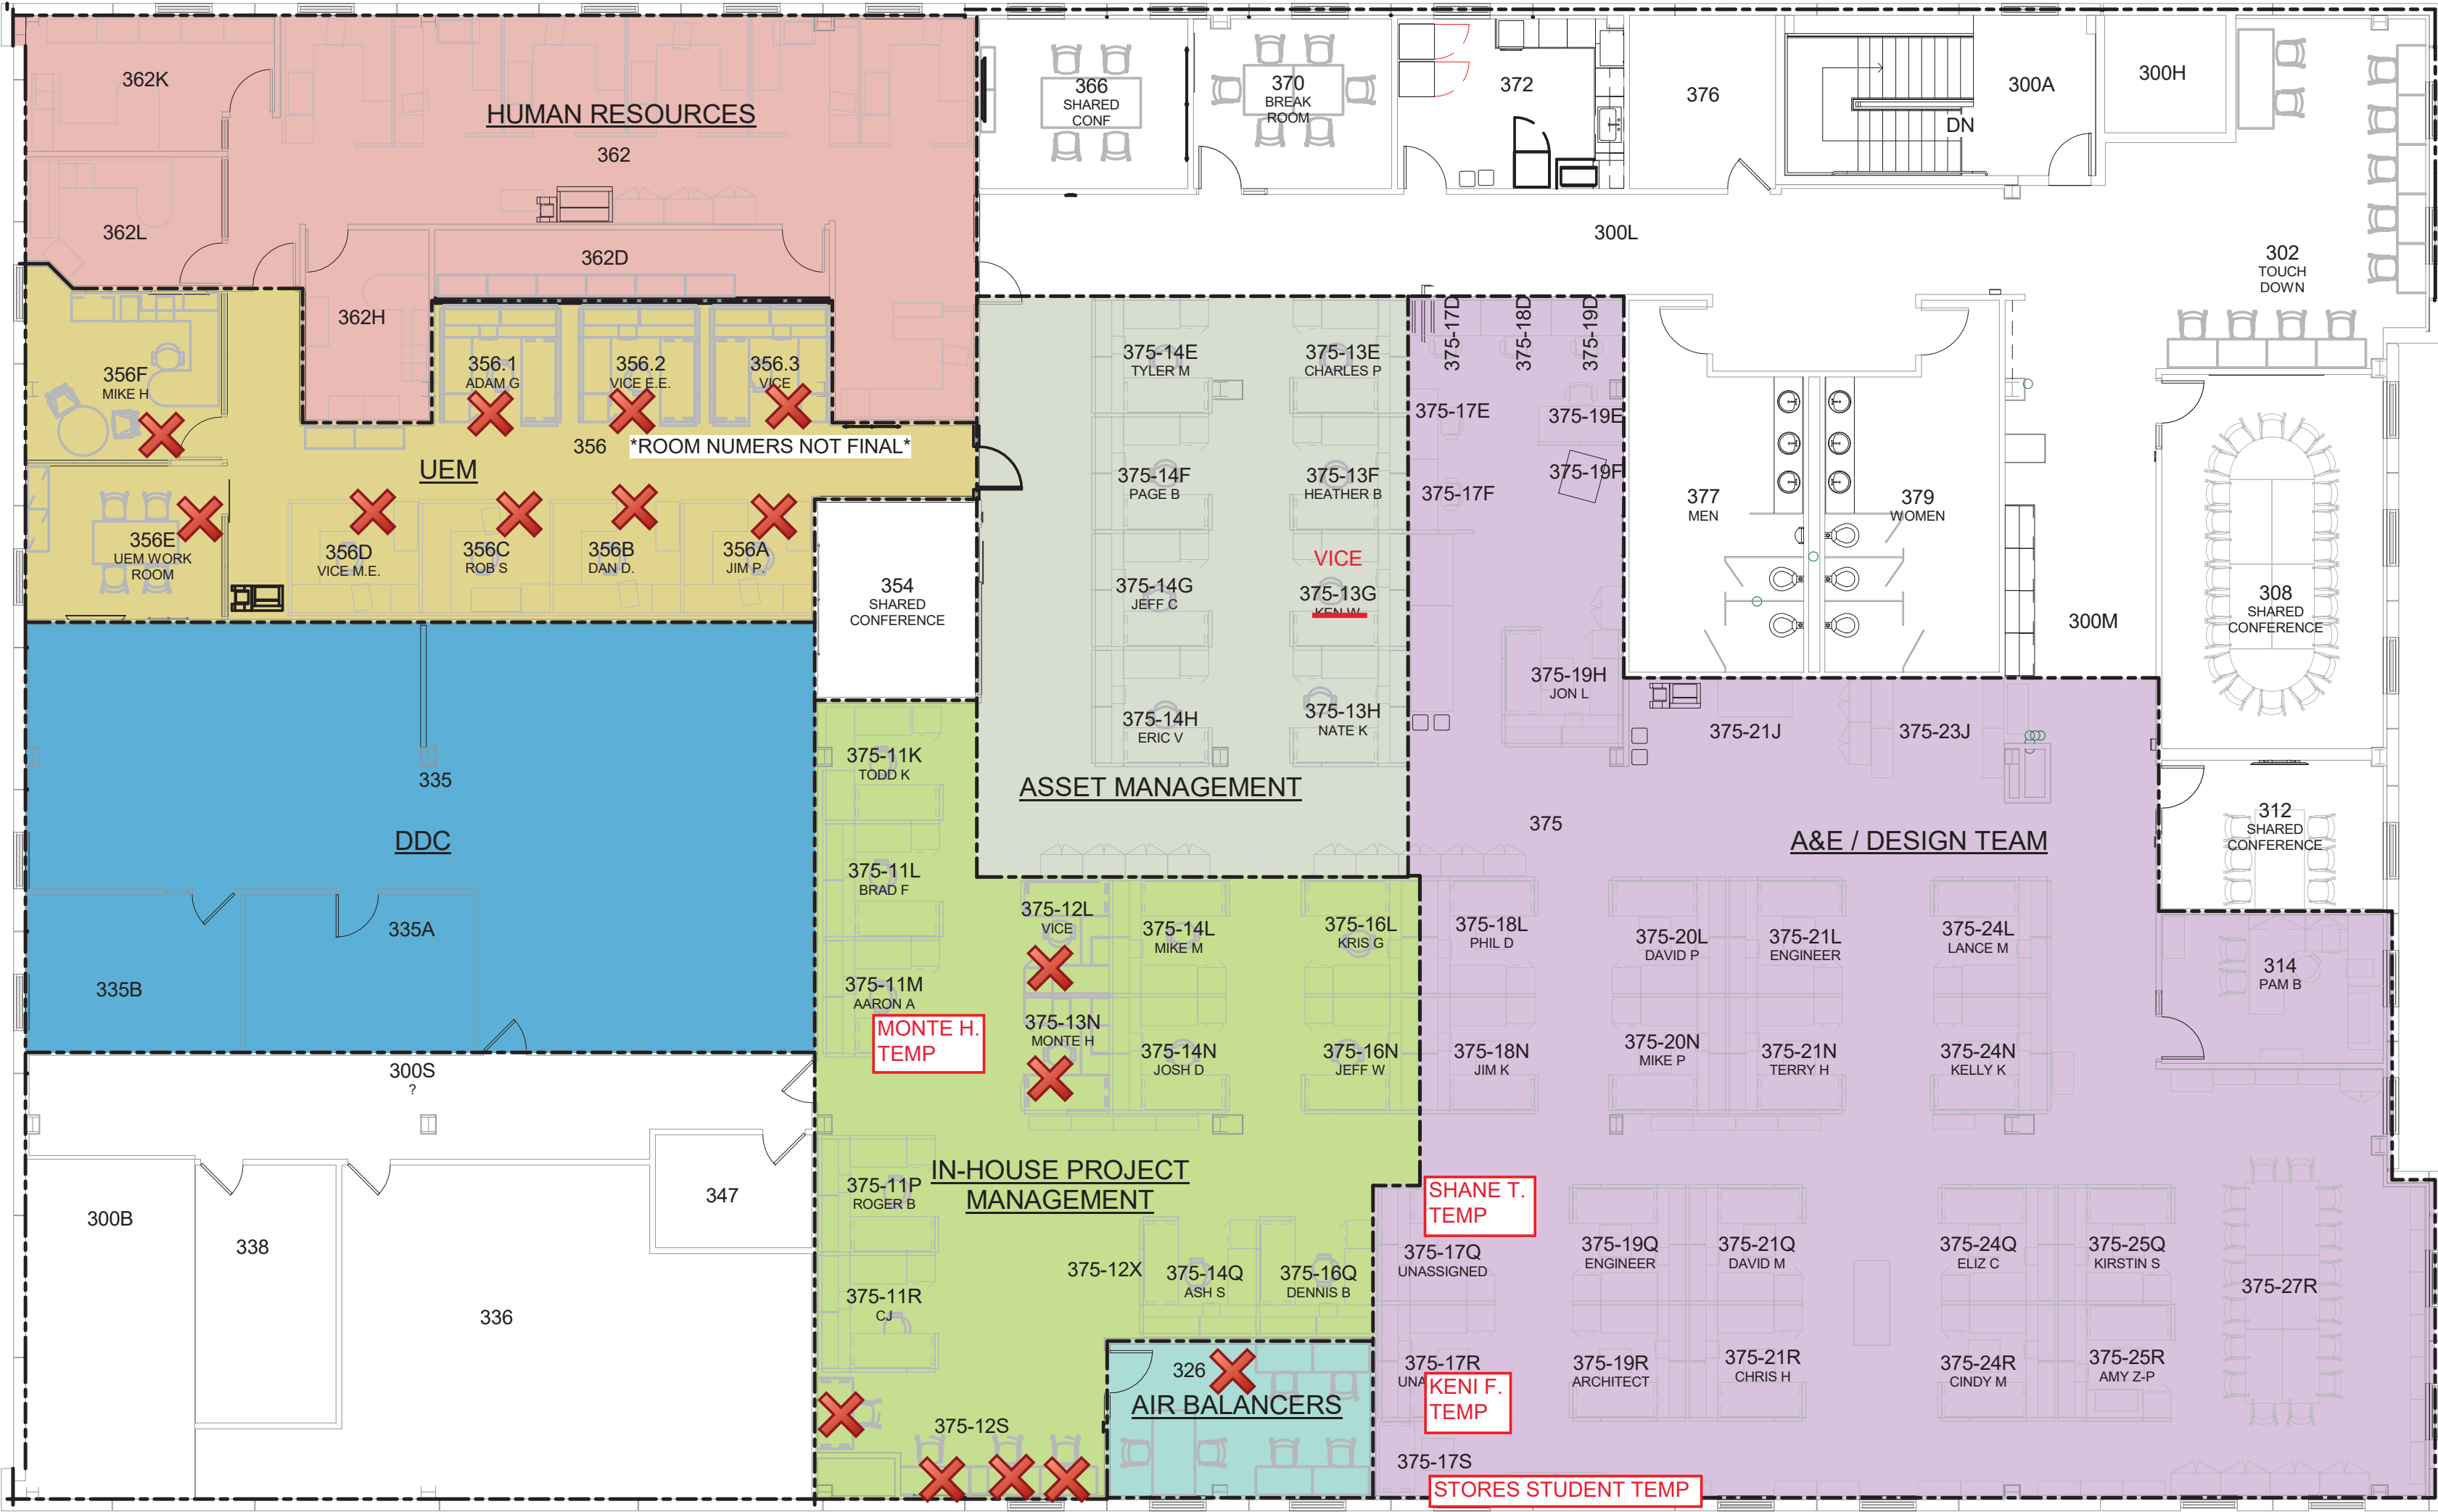 362K
HUMAN RESOURCES
362
362L
362D
362H
366
SHARED
CONF
370
BREAK
ROOM
372
376
DN
300A
300H
300L
302
TOUCH
DOWN
356F
MIKE H
356.1
ADAM G
356.2
VICE E.E.
356.3
VICE
356
*ROOM NUMERS NOT FINAL*
UEM
356E
UEM WORK
ROOM
356D
VICE M.E.
356C
ROB S
356B
DAN D.
356A
JIM P.
354
SHARED
CONFERENCE
375-14E
TYLER M
375-13E
CHARLES P
375-14F
PAGE B
375-13F
HEATHER B
VICE
375-14G
JEFF C
375-13G
KEN W
375-14H
ERIC V
375-13H
NATE K
ASSET MANAGEMENT
375-17D
375-18D
375-19D
375-17E
375-19E
375-17F
375-19F
375-19H
JON L
377
MEN
379
WOMEN
300M
308
SHARED
CONFERENCE
375-21J
375-23J
375
A&E / DESIGN TEAM
312
SHARED
CONFERENCE
314
PAM B
335
DDC
335A
335B
300S
?
300B
338
336
347
375-11K
TODD K
375-11L
BRAD F
375-11M
AARON A
MONTE H.
TEMP
375-12L
VICE
375-13N
MONTE H
375-14L
MIKE M
375-14N
JOSH D
375-16L
KRIS G
375-16N
JEFF W
375-18L
PHIL D
375-18N
JIM K
375-20L
DAVID P
375-20N
MIKE P
375-21L
ENGINEER
375-21N
TERRY H
375-24L
LANCE M
375-24N
KELLY K
IN-HOUSE PROJECT
MANAGEMENT
375-11P
ROGER B
375-11R
CJ
375-12X
375-14Q
ASH S
375-16Q
DENNIS B
375-12S
326
AIR BALANCERS
SHANE T.
TEMP
375-17Q
UNASSIGNED
375-17R
UNA
KENI F.
TEMP
375-17S
STORES STUDENT TEMP
375-19Q
ENGINEER
375-19R
ARCHITECT
375-21Q
DAVID M
375-21R
CHRIS H
375-24Q
ELIZ C
375-24R
CINDY M
375-25Q
KIRSTIN S
375-25R
AMY Z-P
375-27R